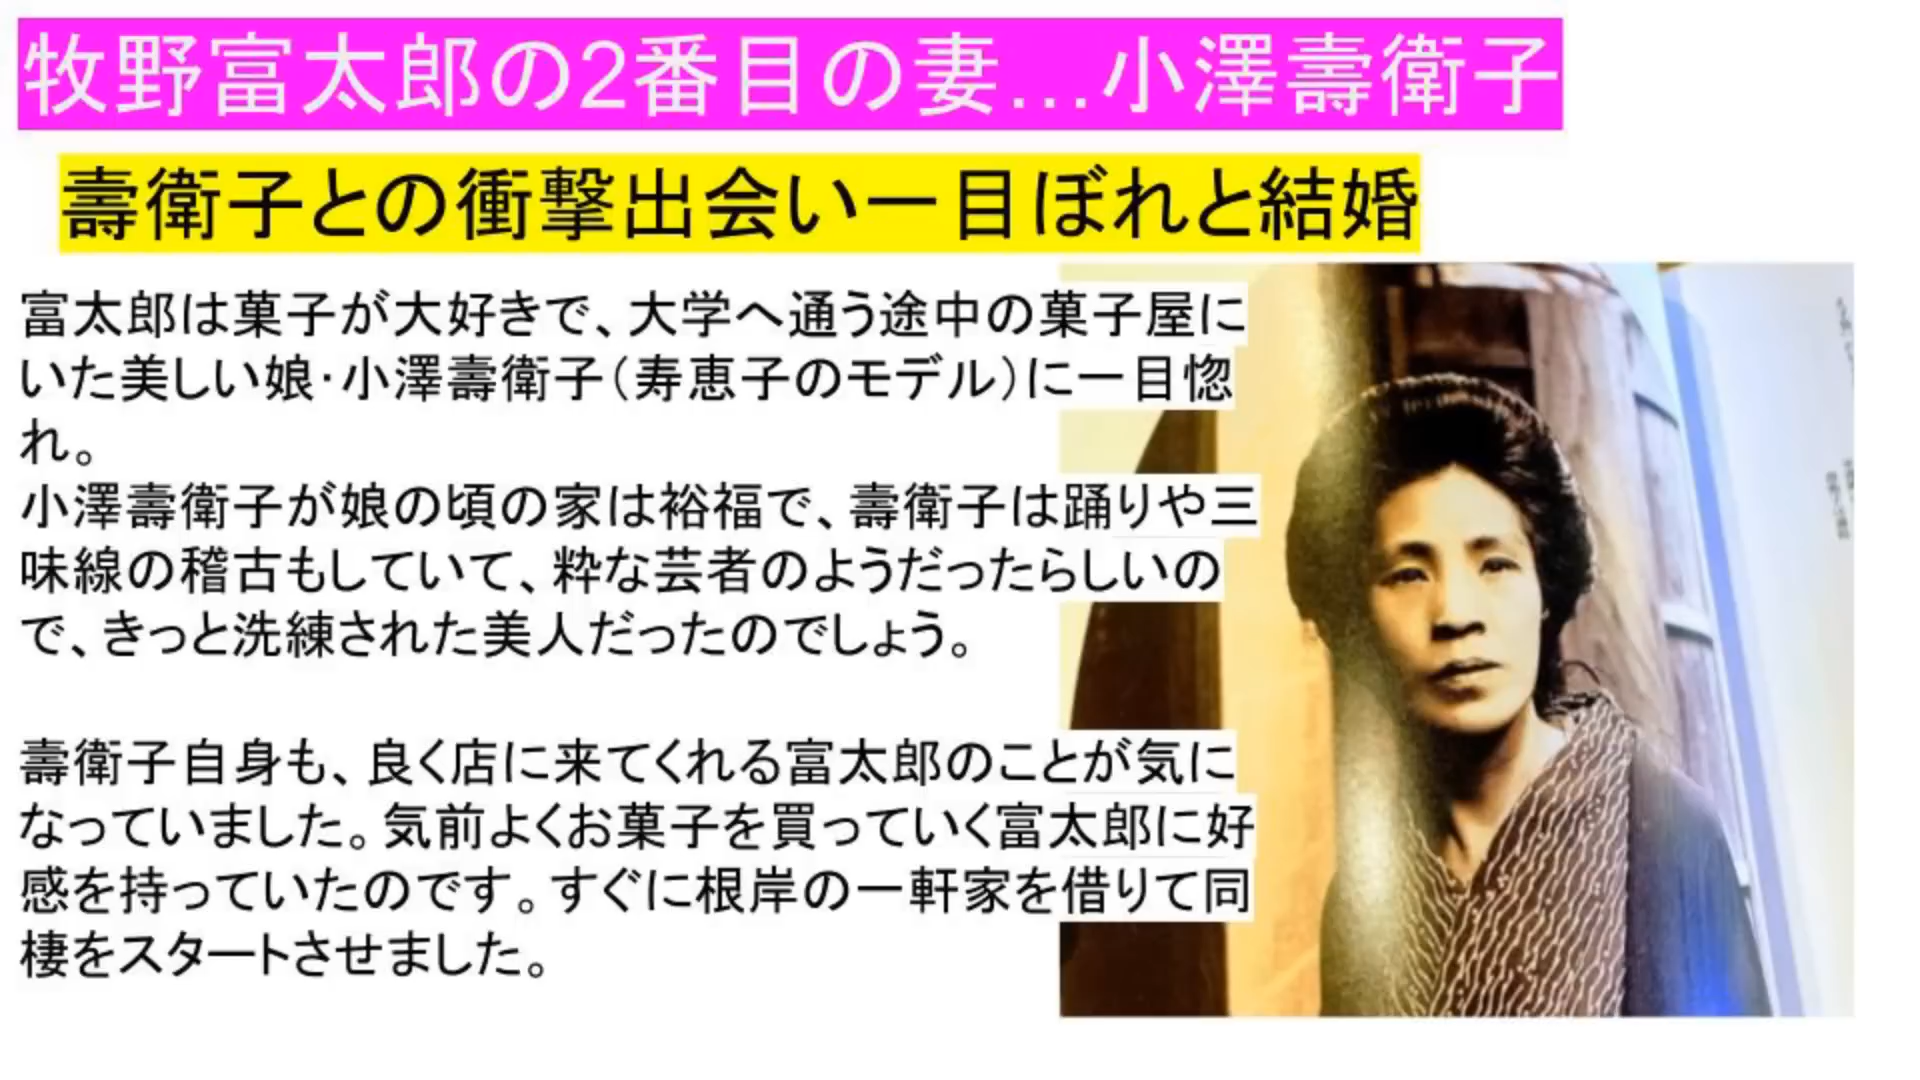 牧野富太郎の2番目の妻…小澤壽衛子
壽衛子との衝撃出会い一目ぼれと結婚
富太郎は菓子が大好きで、大学へ通う途中の菓子屋に
いた美しい娘・小澤壽衛子（寿恵子のモデル）に一目惚
れ。
小澤壽衛子が娘の頃の家は裕福で、壽衛子は踊りや三
味線の稽古もしていて、粋な芸者のようだったらしいの
で、きっと洗練された美人だったのでしょう。
壽衛子自身も、良く店に来てくれる富太郎のことが気に
なっていました。気前よくお菓子を買っていく富太郎に好
感を持っていたのです。すぐに根岸の一軒家を借りて同
棲をスタートさせました。